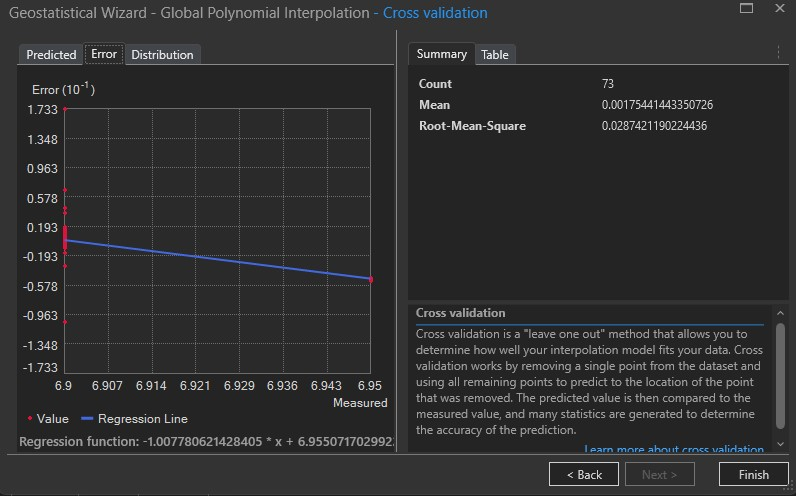 Geostatistical Wizard - Global Polynomial Interpolation - Cross validation
Predicted Error Distribution
Error (10⁻¹)
1.733
1.348
0.963
0.578
0.193
-0.193
-0.578
-0.963
-1.348
-1.733
6.9 6.907 6.914 6.921 6.929 6.936 6.943 6.95
Measured
Value Regression Line
Regression function: -1.007780621428405 * x + 6.9550717029923
Summary Table
Count 73
Mean 0.00175441443350726
Root-Mean-Square 0.0287421190224436
Cross validation
Cross validation is a "leave one out" method that allows you to
determine how well your interpolation model fits your data. Cross
validation works by removing a single point from the dataset and
using all remaining points to predict to the location of the point
that was removed. The predicted value is then compared to the
measured value, and many statistics are generated to determine
the accuracy of the prediction.
Learn more about cross validation
< Back Next > Finish